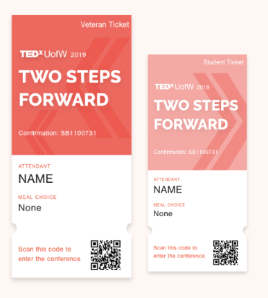 Veteran Ticket
TEDx UofW 2019
TWO STEPS
FORWARD
Confirmation: SB1100731
ATTENDANT
NAME
MEAL CHOICE
None
Scan this code to
enter the conference
Student Ticket
TEDx UofW 2019
TWO STEPS
FORWARD
Confirmation: SB1100731
ATTENDANT
NAME
MEAL CHOICE
None
Scan this code to
enter the conference